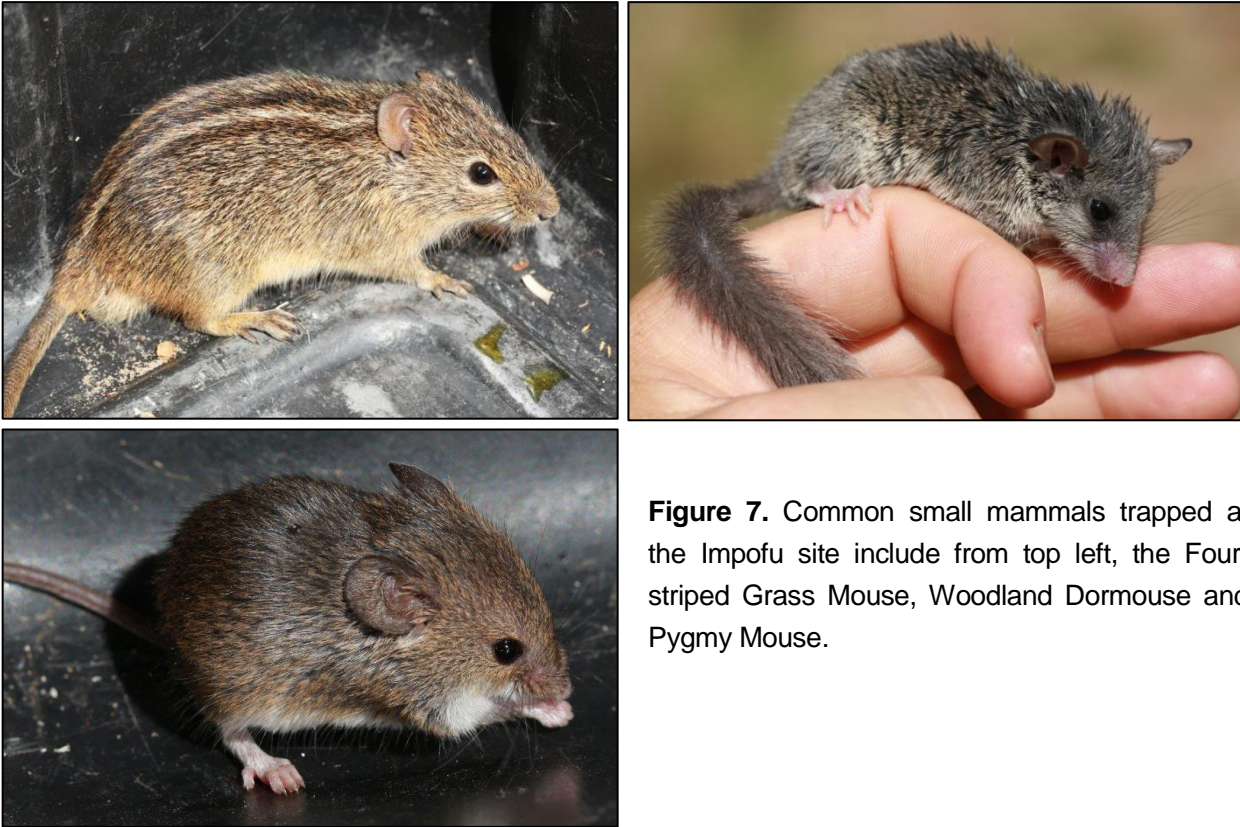 Figure 7. Common small mammals trapped a
the Impofu site include from top left, the Four
striped Grass Mouse, Woodland Dormouse and
Pygmy Mouse.